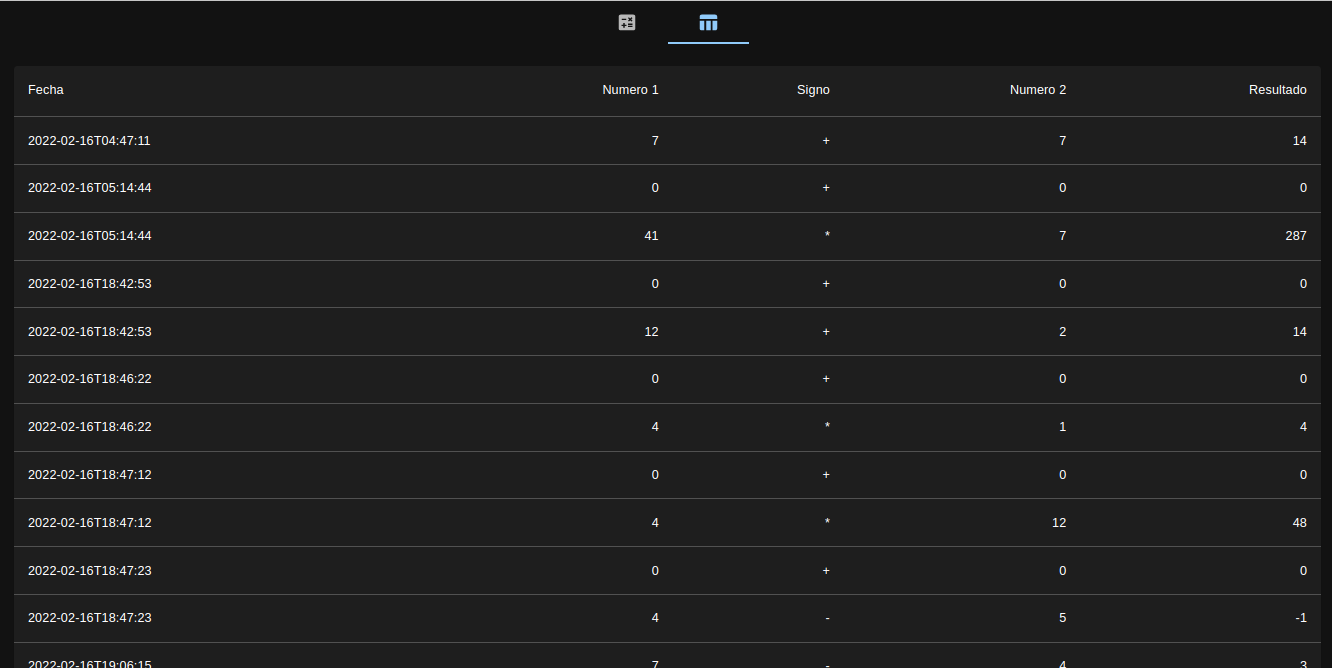 Fecha Numero 1 Signo Numero 2 Resultado
2022-02-16T04:47:11 7 + 7 14
2022-02-16T05:14:44 0 + 0 0
2022-02-16T05:14:44 41 * 7 287
2022-02-16T18:42:53 0 + 0 0
2022-02-16T18:42:53 12 + 2 14
2022-02-16T18:46:22 0 + 0 0
2022-02-16T18:46:22 4 * 1 4
2022-02-16T18:47:12 0 + 0 0
2022-02-16T18:47:12 4 * 12 48
2022-02-16T18:47:23 0 + 0 0
2022-02-16T18:47:23 4 - 5 -1
2022-02-16T19:06:15 7 - 4 3